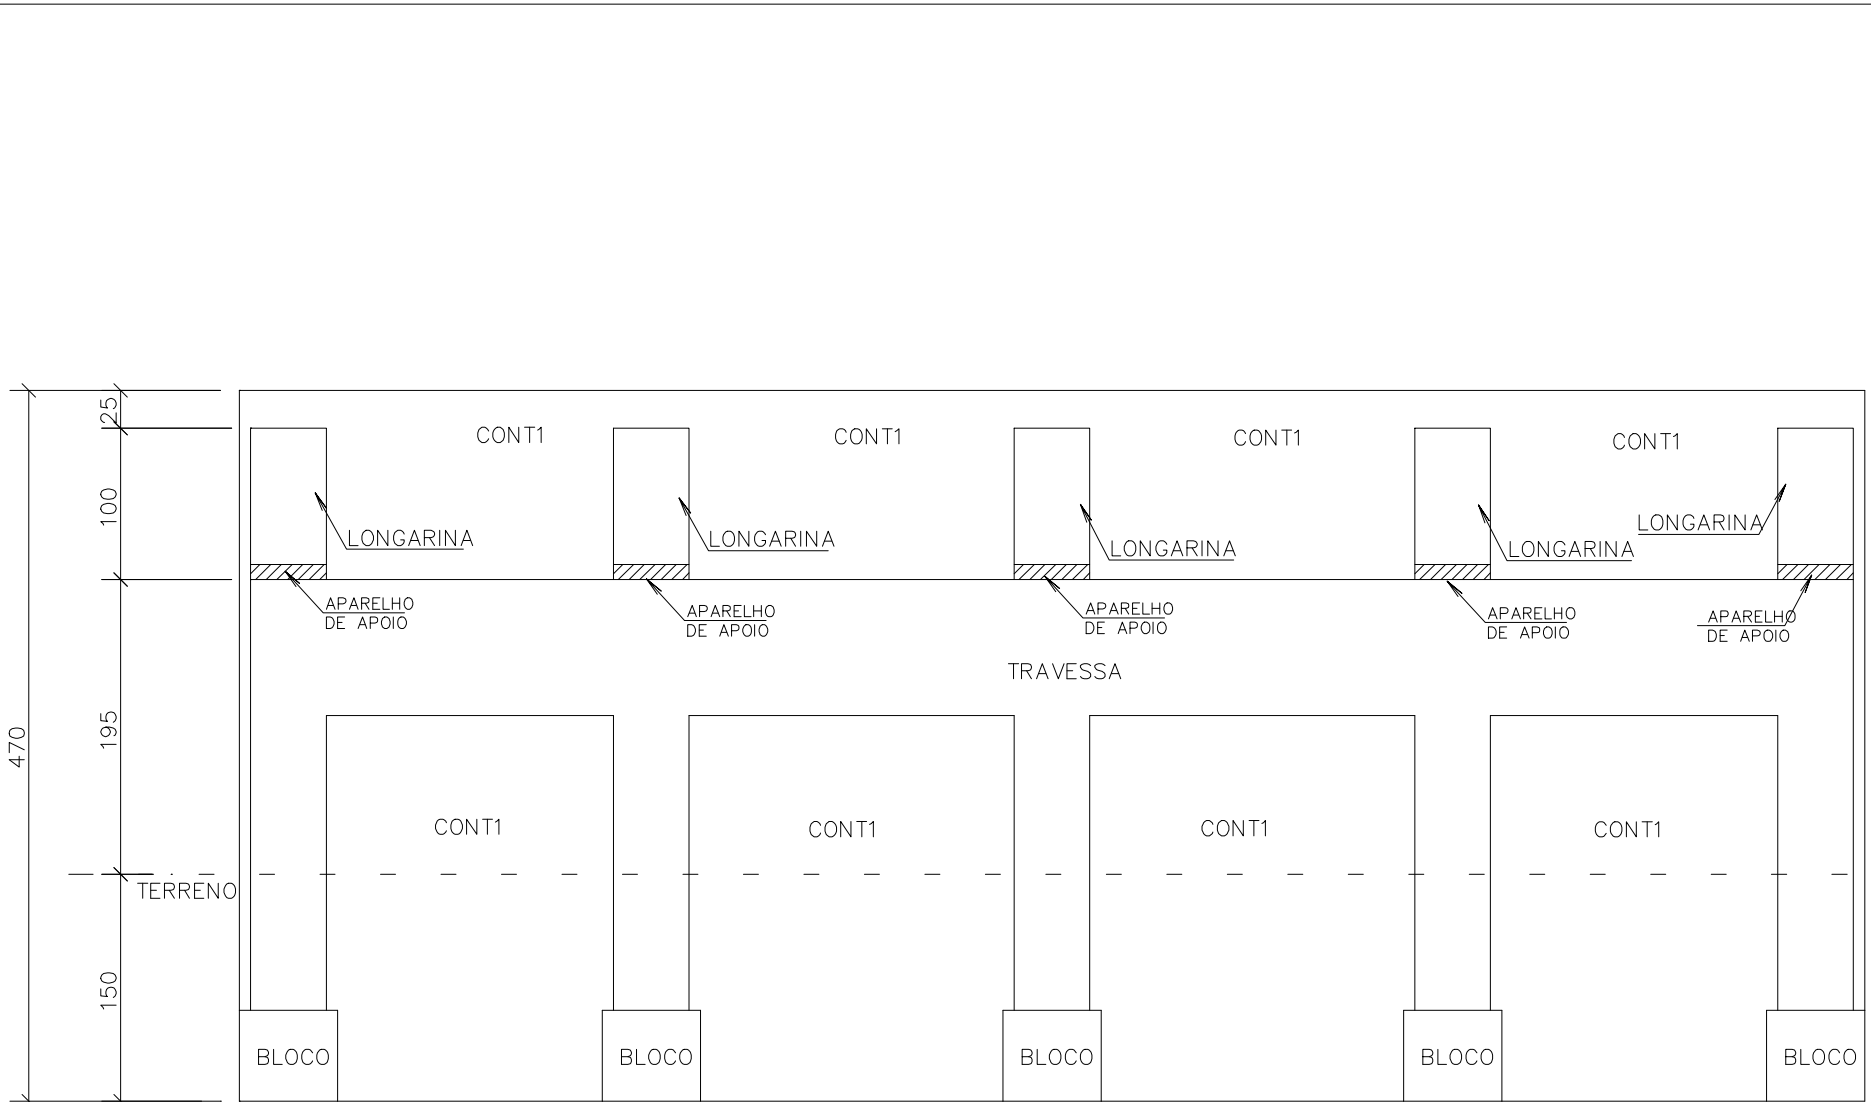 25
CONT1
CONT1
CONT1
CONT1
100
LONGARINA
LONGARINA
LONGARINA
LONGARINA
LONGARINA
APARELHO
DE APOIO
APARELHO
DE APOIO
APARELHO
DE APOIO
APARELHO
DE APOIO
APARELHO
DE APOIO
TRAVESSA
470
195
CONT1
CONT1
CONT1
CONT1
TERRENO
150
BLOCO
BLOCO
BLOCO
BLOCO
BLOCO